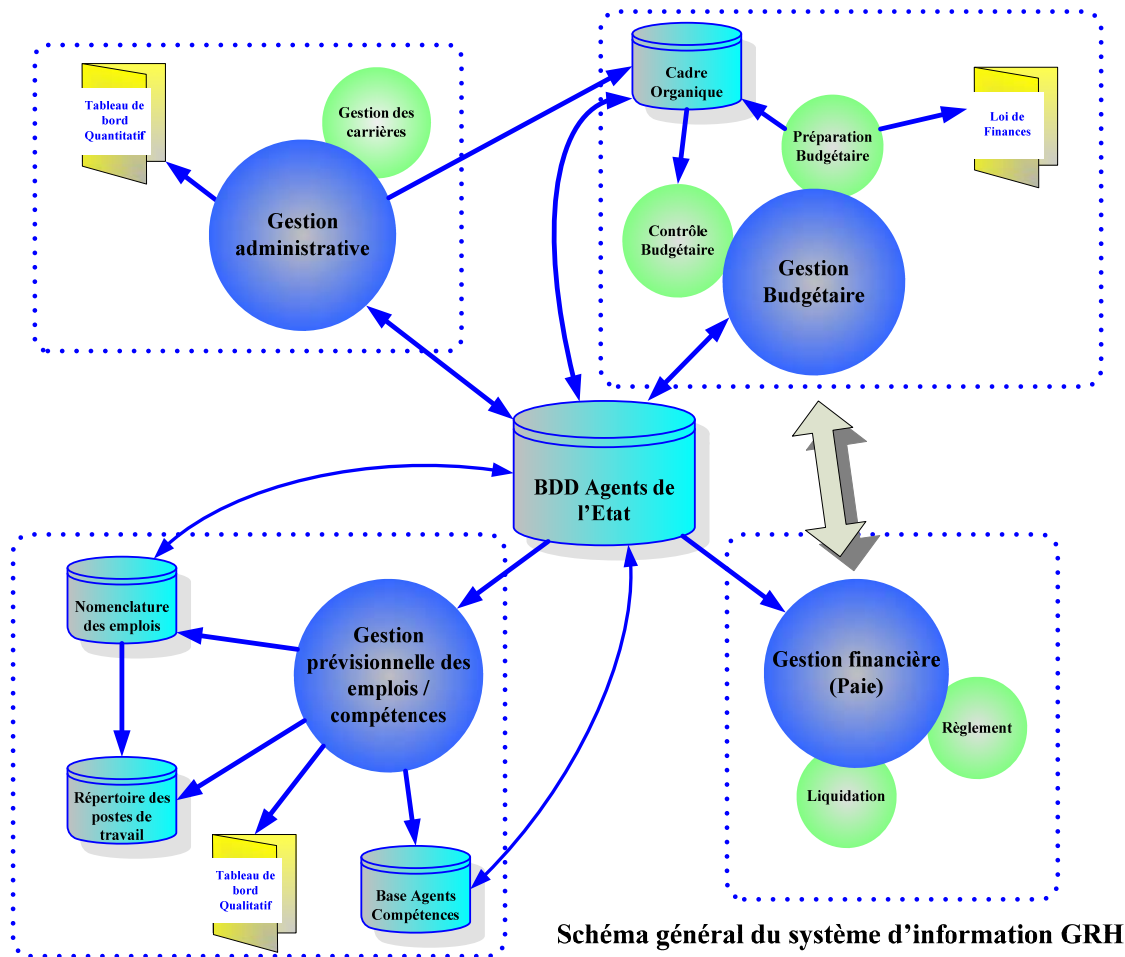 Tableau de
bord
Quantitatif
Gestion des
carrières
Gestion
administrative
Cadre
Organique
Préparation
Budgétaire
Loi de
Finances
Contrôle
Budgétaire
Gestion
Budgétaire
BDD Agents de
l’Etat
Nomenclature
des emplois
Gestion
prévisionnelle des
emplois /
compétences
Répertoire des
postes de
travail
Tableau de
bord
Qualitatif
Base Agents
Compétences
Gestion financière
(Paie)
Règlement
Liquidation
Schéma général du système d’information GRH